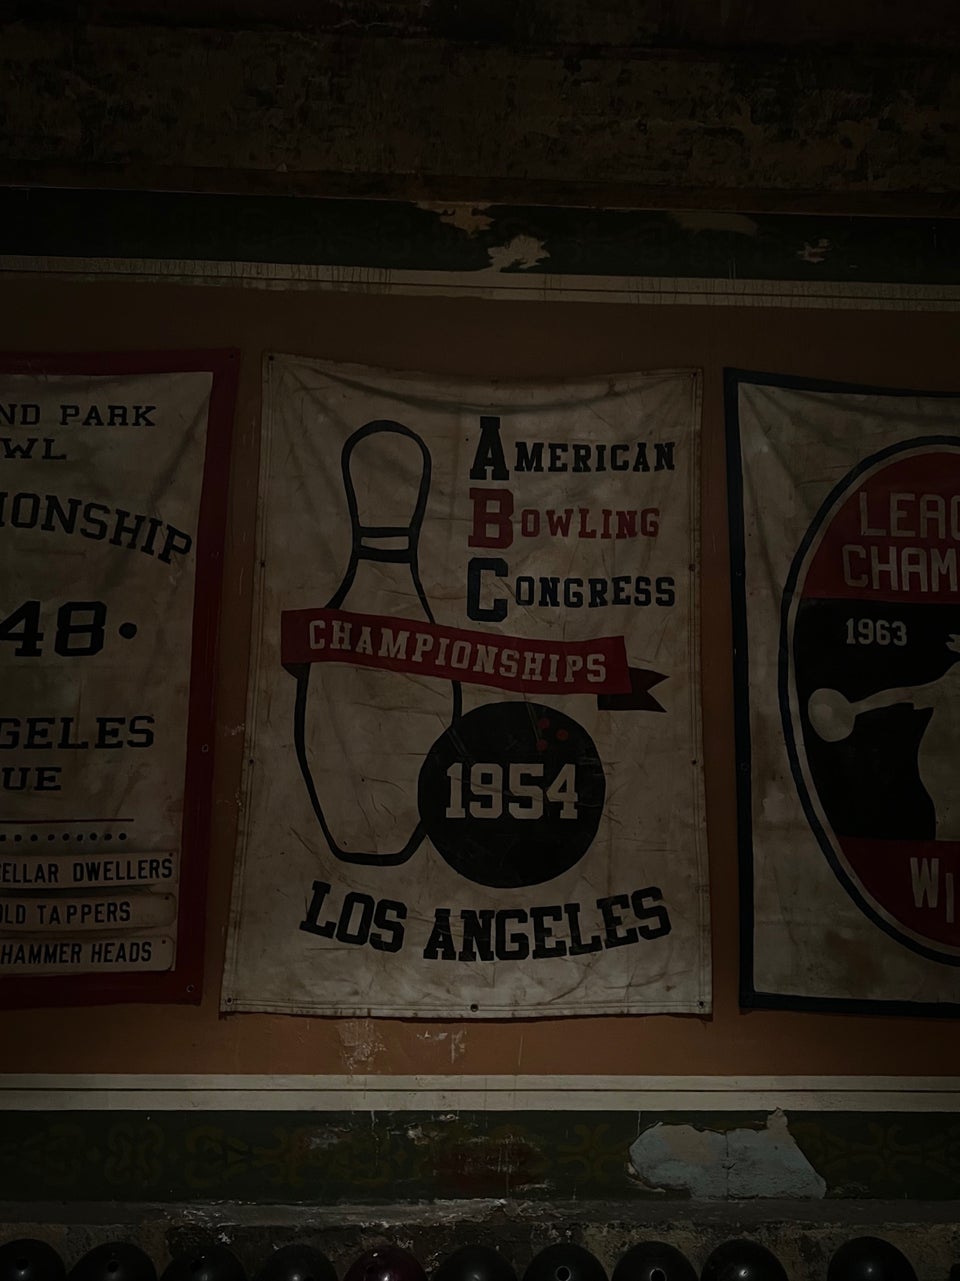 ND PARK
WL
IONSHIP
48 •
GELES
UE
ELLAR DWELLERS
OLD TAPPERS
HAMMER HEADS
AMERICAN
BOWLING
CONGRESS
CHAMPIONSHIPS
1954
LOS ANGELES
LEAG
CHAM
1963
WI